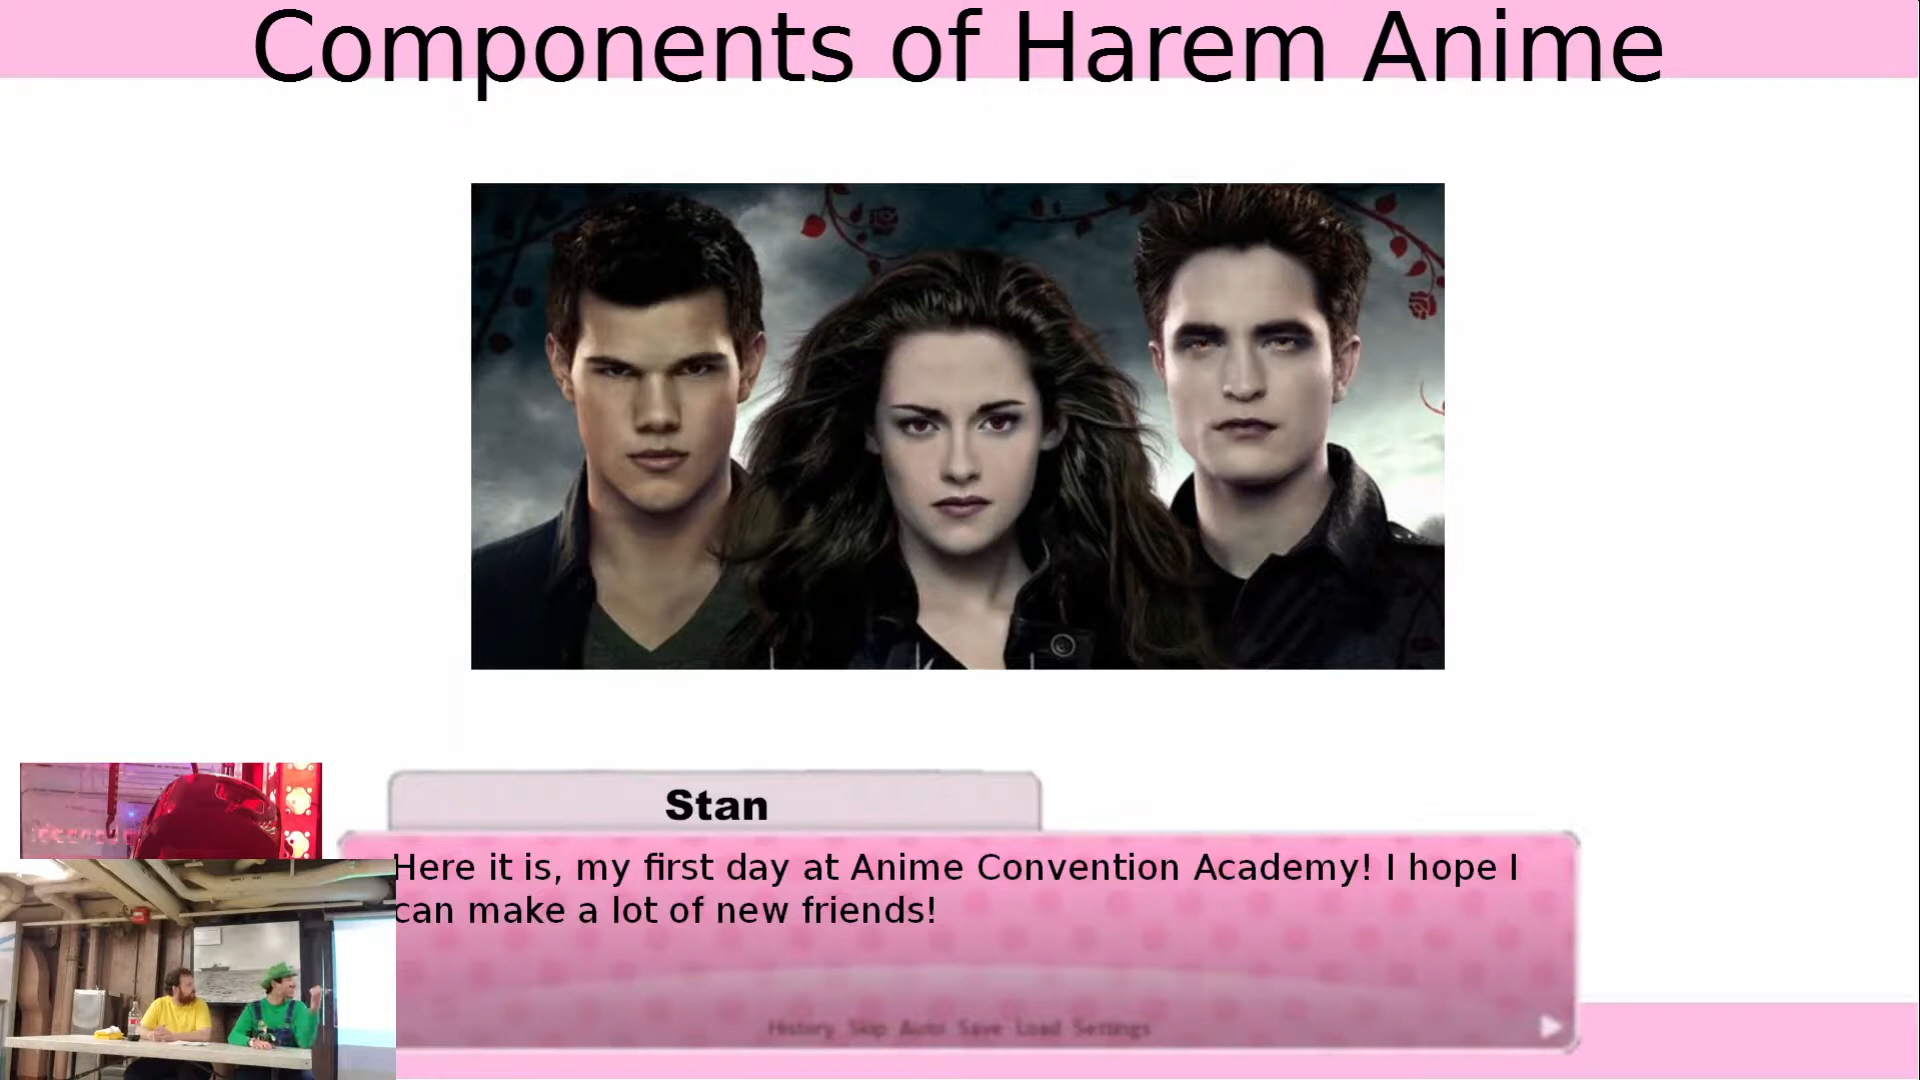 Components of Harem Anime
Stan
Here it is, my first day at Anime Convention Academy! I hope I
can make a lot of new friends!
History Skip Auto Save Load Settings